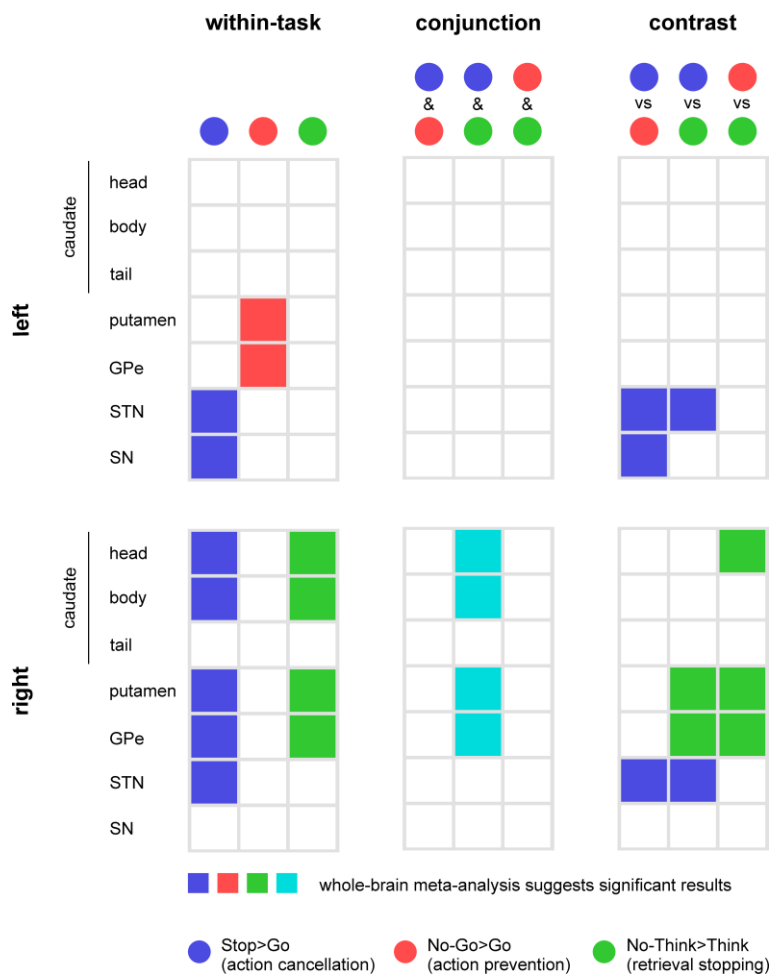 within-task conjunction contrast
& & & vs vs vs
left
caudate
head
body
tail
putamen
GPe
STN
SN
right
caudate
head
body
tail
putamen
GPe
STN
SN
whole-brain meta-analysis suggests significant results
Stop>Go No-Go>Go No-Think>Think
(action cancellation) (action prevention) (retrieval stopping)